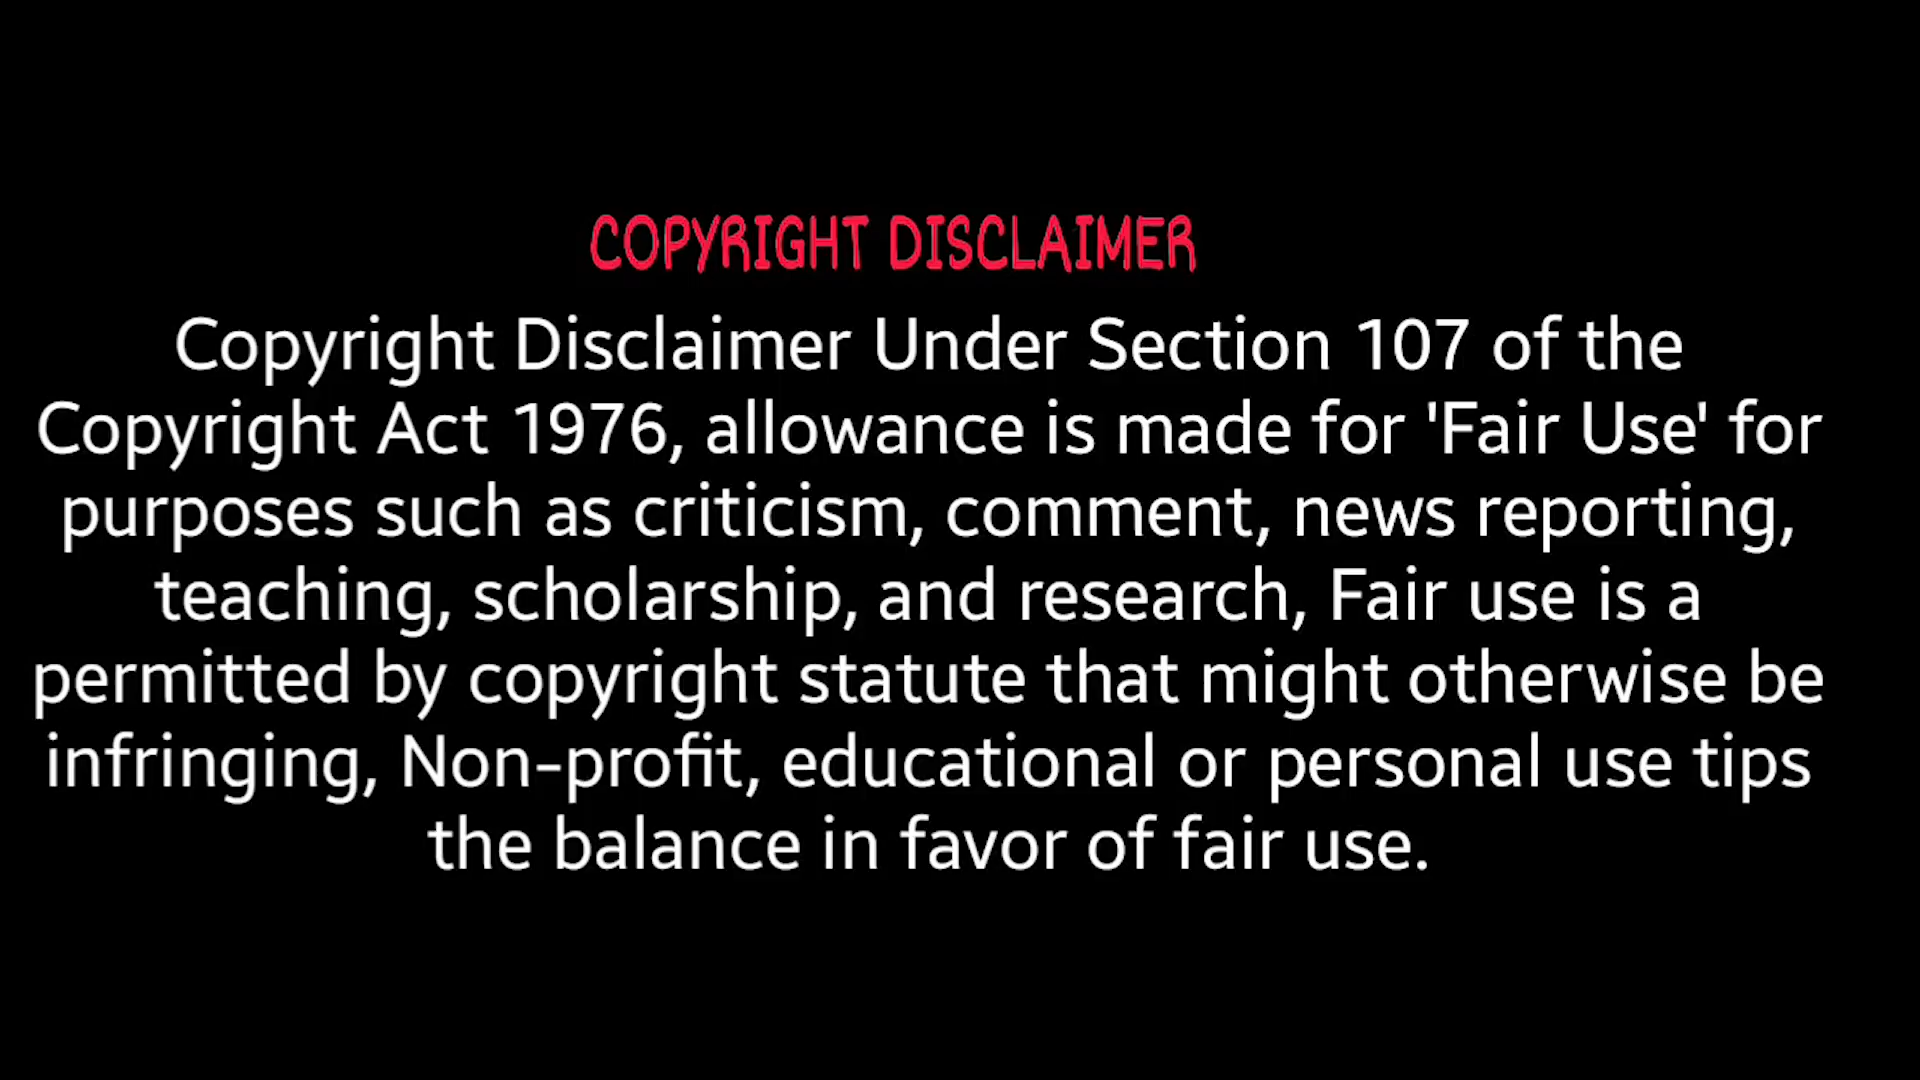 COPYRIGHT DISCLAIMER
Copyright Disclaimer Under Section 107 of the
Copyright Act 1976, allowance is made for 'Fair Use' for
purposes such as criticism, comment, news reporting,
teaching, scholarship, and research, Fair use is a
permitted by copyright statute that might otherwise be
infringing, Non-profit, educational or personal use tips
the balance in favor of fair use.